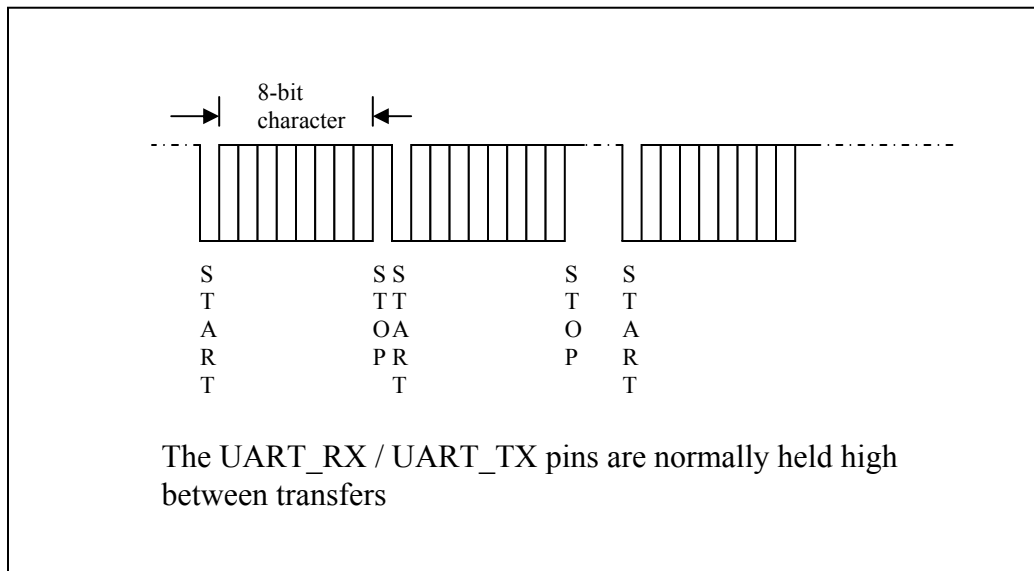 8-bit
character
START
STOP
START
STOP
START
The UART_RX / UART_TX pins are normally held high
between transfers